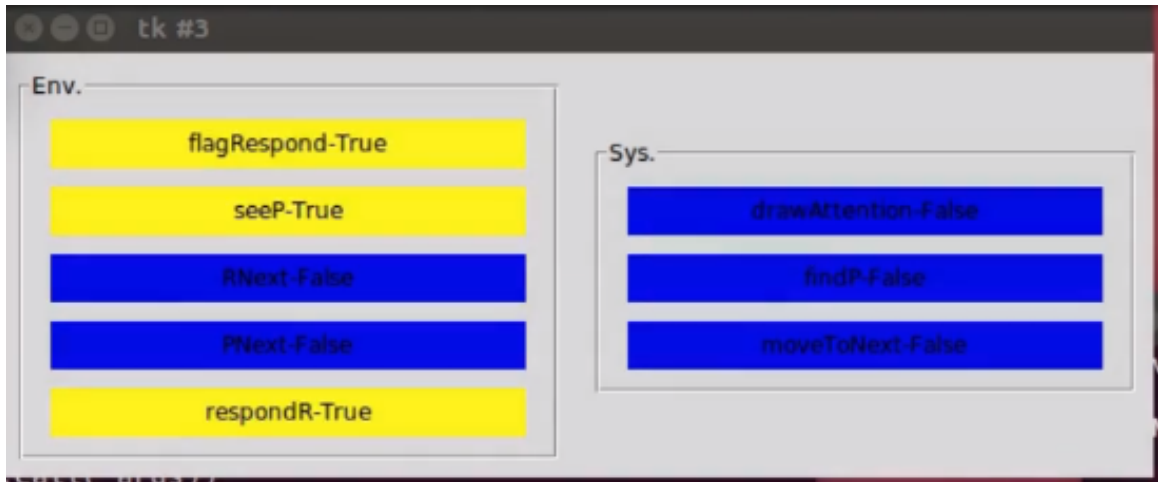 tk #3
Env.
flagRespond-True
seeP-True
RNext-False
PNext-False
respondR-True
Sys.
drawAttention-False
findP-False
moveToNext-False